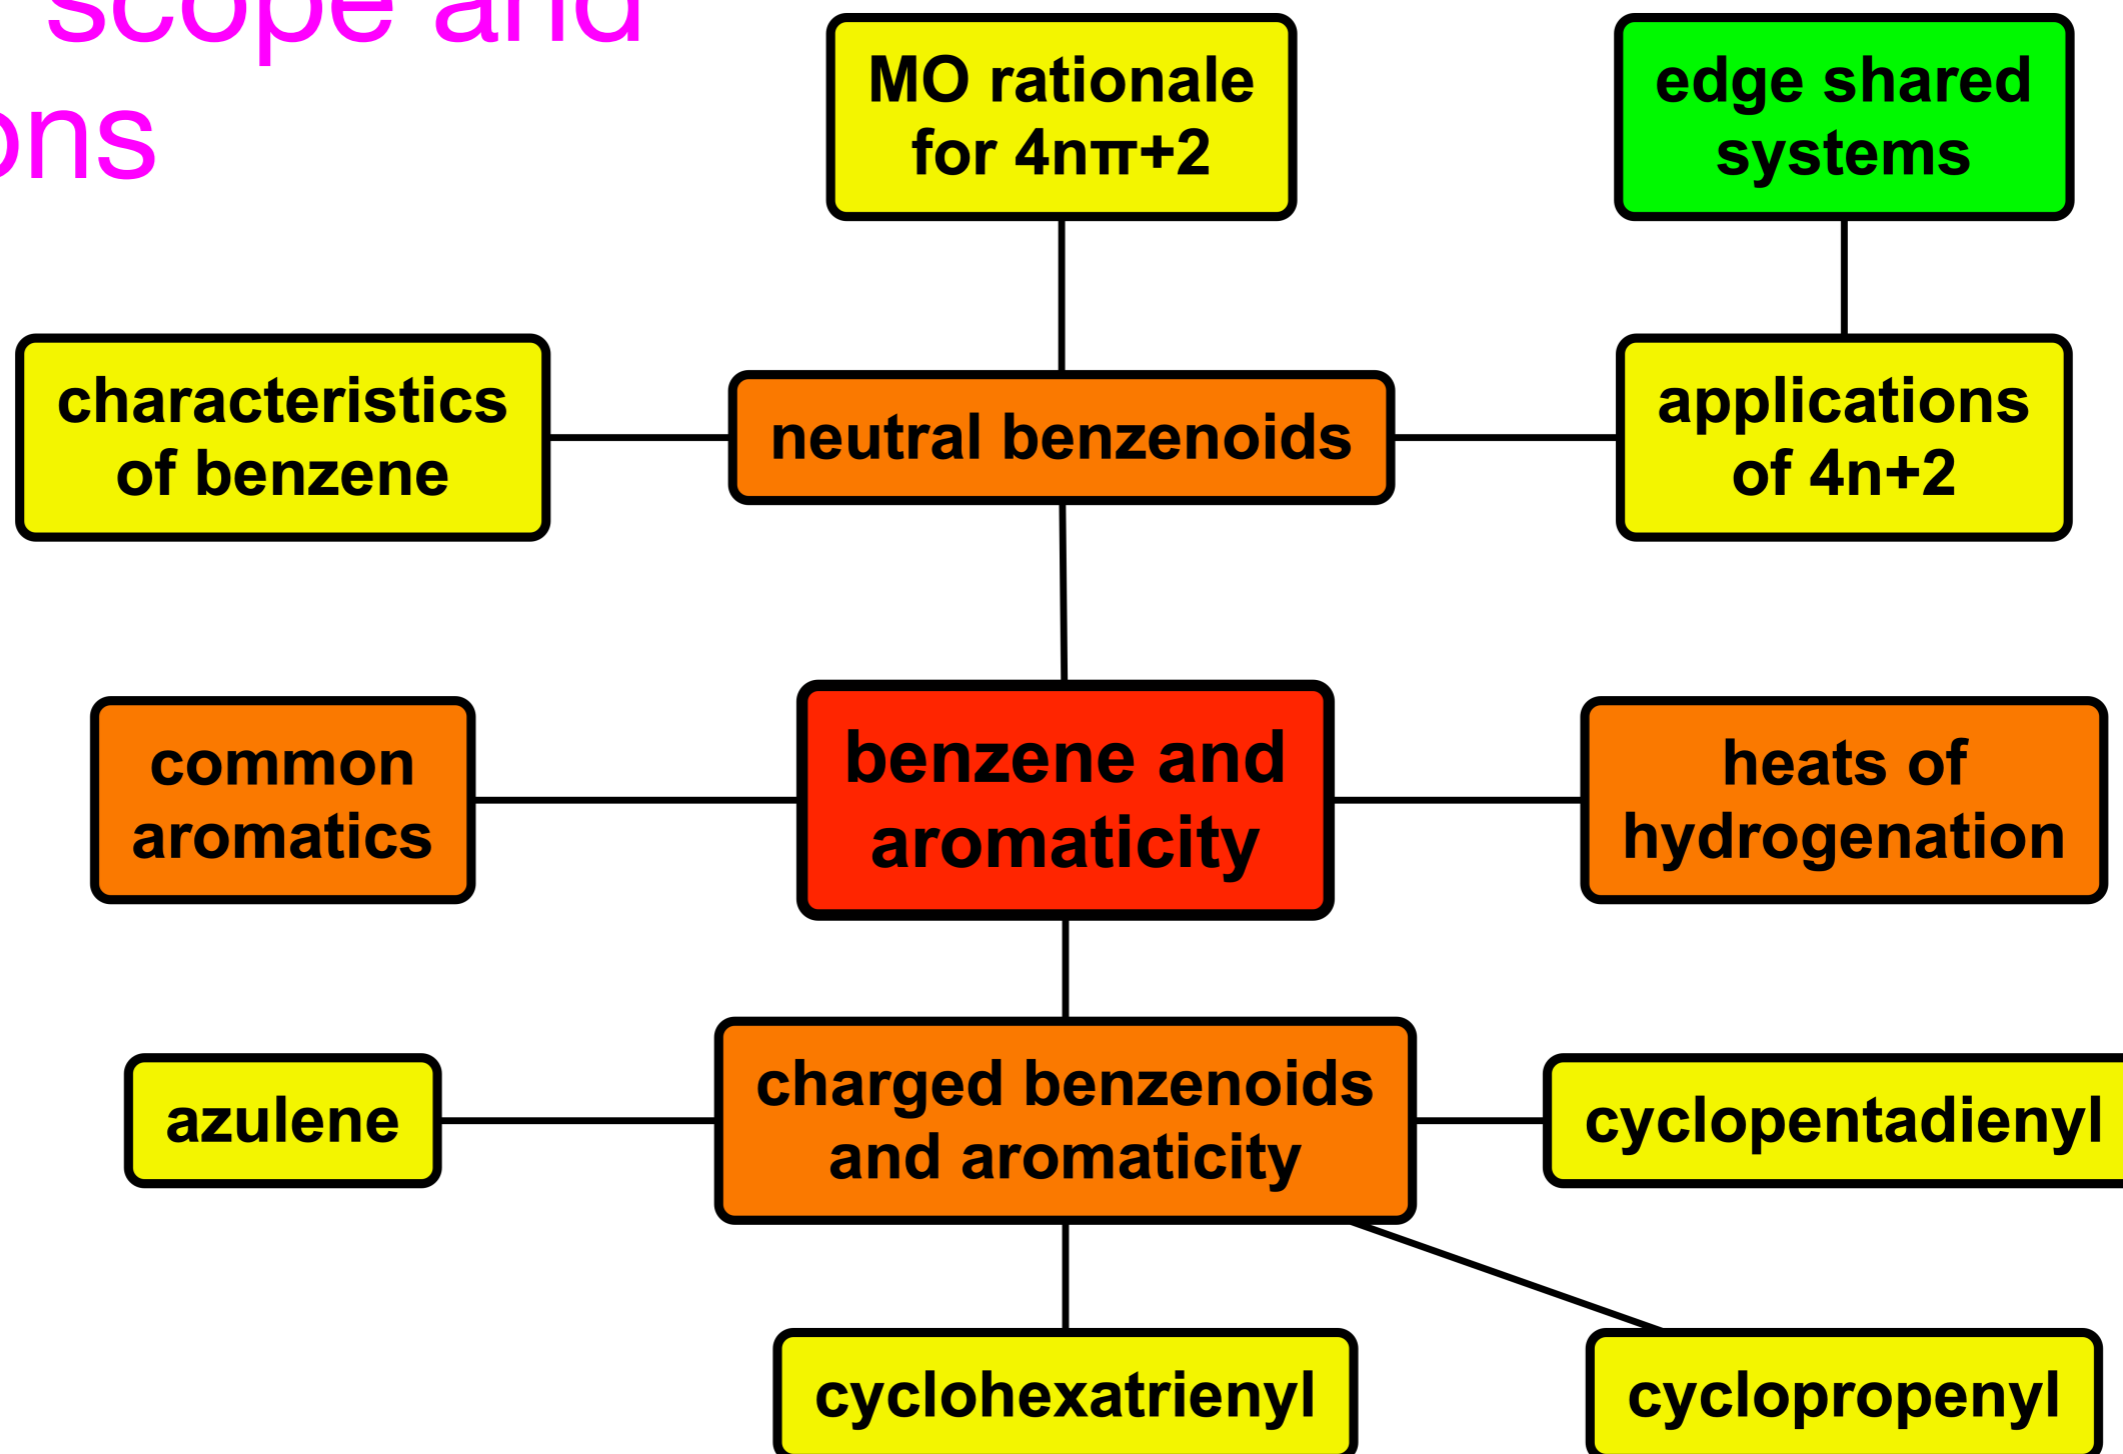 scope and
ons
MO rationale
for 4nπ+2
edge shared
systems
characteristics
of benzene
neutral benzenoids
applications
of 4n+2
common
aromatics
benzene and
aromaticity
heats of
hydrogenation
azulene
charged benzenoids
and aromaticity
cyclopentadienyl
cyclohexatrienyl
cyclopropenyl